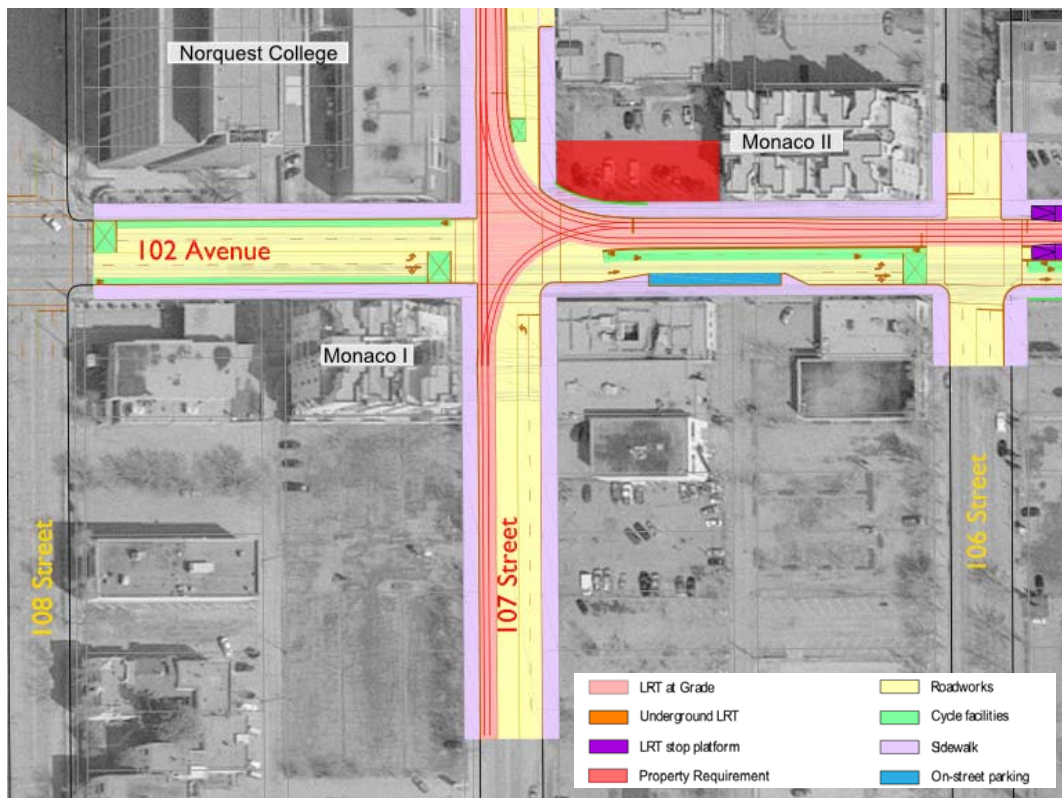 Norquest College
Monaco II
102 Avenue
Monaco I
108 Street
107 Street
106 Street
LRT at Grade
Underground LRT
LRT stop platform
Property Requirement
Roadworks
Cycle facilities
Sidewalk
On-street parking